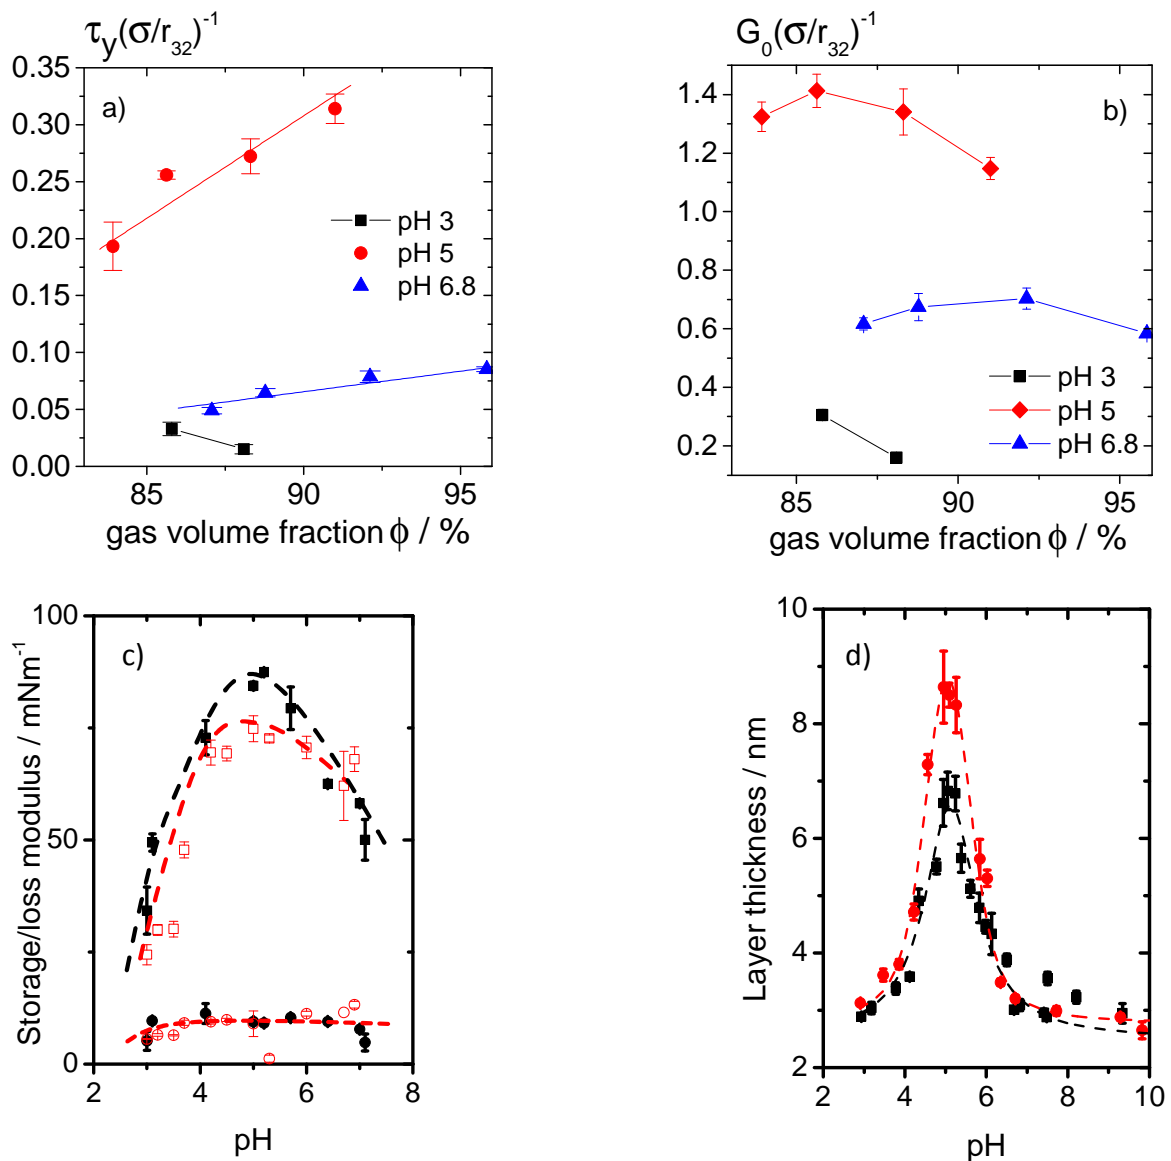 τy(σ/r32)-1
0.35
0.30
0.25
0.20
0.15
0.10
0.05
0.00
a)
pH 3
pH 5
pH 6.8
85 90 95
gas volume fraction ϕ / %
G0(σ/r32)-1
1.4
1.2
1.0
0.8
0.6
0.4
0.2
b)
pH 3
pH 5
pH 6.8
85 90 95
gas volume fraction ϕ / %
Storage/loss modulus / mNm-1
100
50
0
c)
2 4 6 8
pH
Layer thickness / nm
10
8
6
4
2
d)
2 4 6 8 10
pH